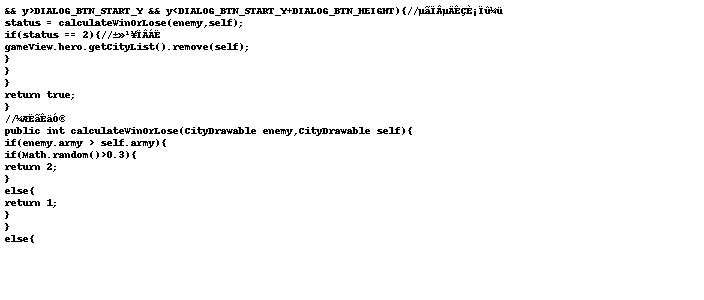 && y>DIALOG_BTN_START_Y && y<DIALOG_BTN_START_Y+DIALOG_BTN_HEIGHT){//µãÏÂµÄÊÇÈ¡Ïû¼ü
status = calculateWinOrLose(enemy,self);
if(status == 2){//±»¹¥ÏÂÁË
gameView.hero.getCityList().remove(self);
}
}
}
return true;
}
//¼ÆËãÊäÓ®
public int calculateWinOrLose(CityDrawable enemy,CityDrawable self){
if(enemy.army > self.army){
if(Math.random()>0.3){
return 2;
}
else{
return 1;
}
}
else{